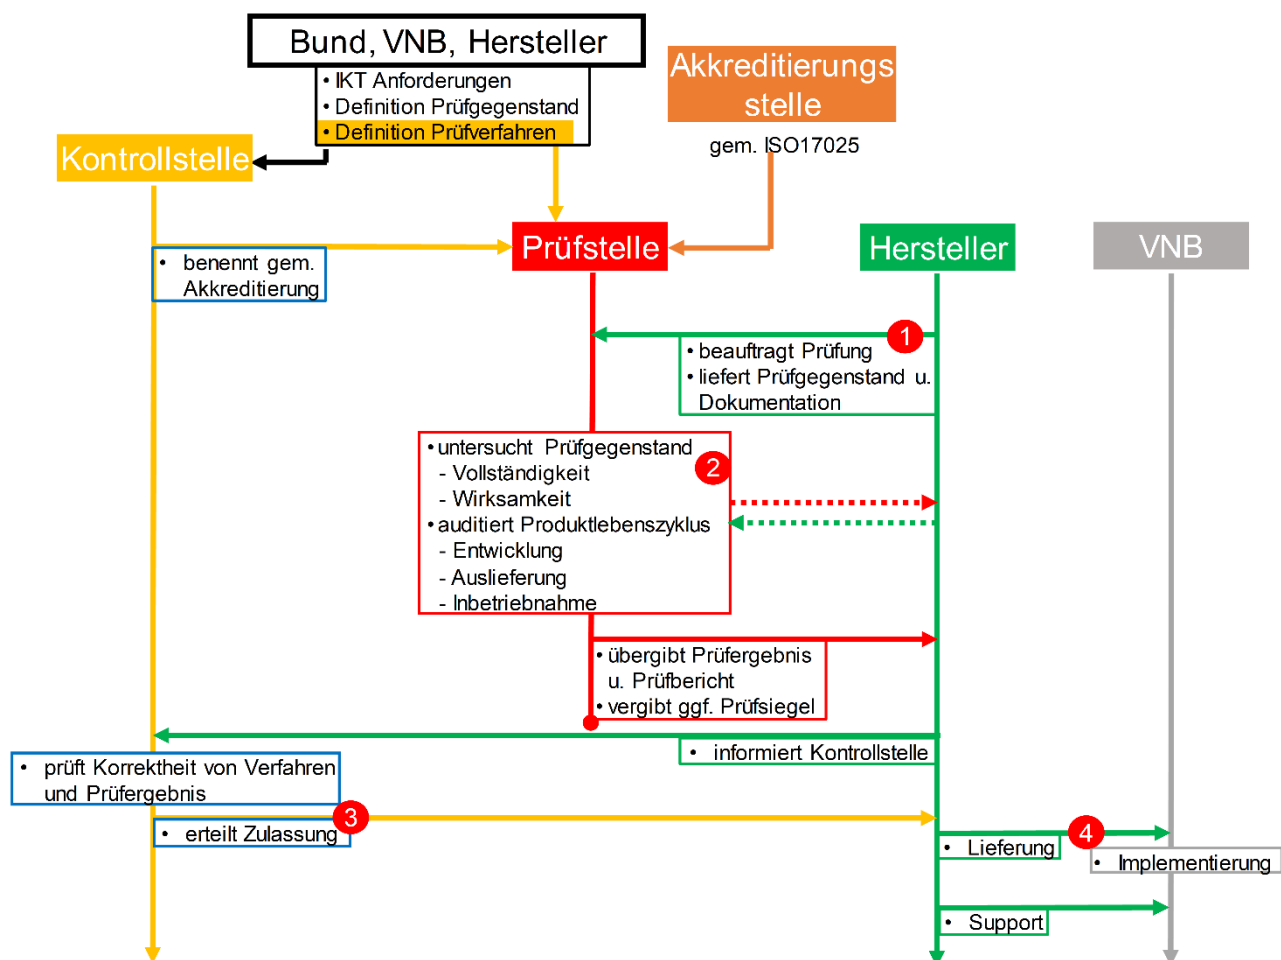 Bund, VNB, Hersteller
• IKT Anforderungen
• Definition Prüfgegenstand
• Definition Prüfverfahren
Akkreditierungs
stelle
gem. ISO17025
Kontrollstelle
Prüfstelle
Hersteller
VNB
• benennt gem.
Akkreditierung
1
• beauftragt Prüfung
• liefert Prüfgegenstand u.
Dokumentation
• untersucht Prüfgegenstand
- Vollständigkeit
- Wirksamkeit
• auditiert Produktlebenszyklus
- Entwicklung
- Auslieferung
- Inbetriebnahme
2
• übergibt Prüfergebnis
u. Prüfbericht
• vergibt ggf. Prüfsiegel
• informiert Kontrollstelle
• prüft Korrektheit von Verfahren
und Prüfergebnis
3
• erteilt Zulassung
4
• Lieferung
• Implementierung
• Support